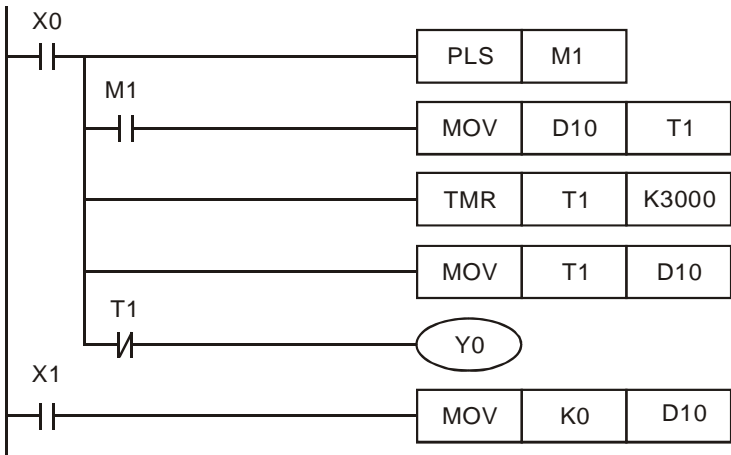 X0
PLS M1
M1
MOV D10 T1
TMR T1 K3000
MOV T1 D10
T1
Y0
X1
MOV K0 D10